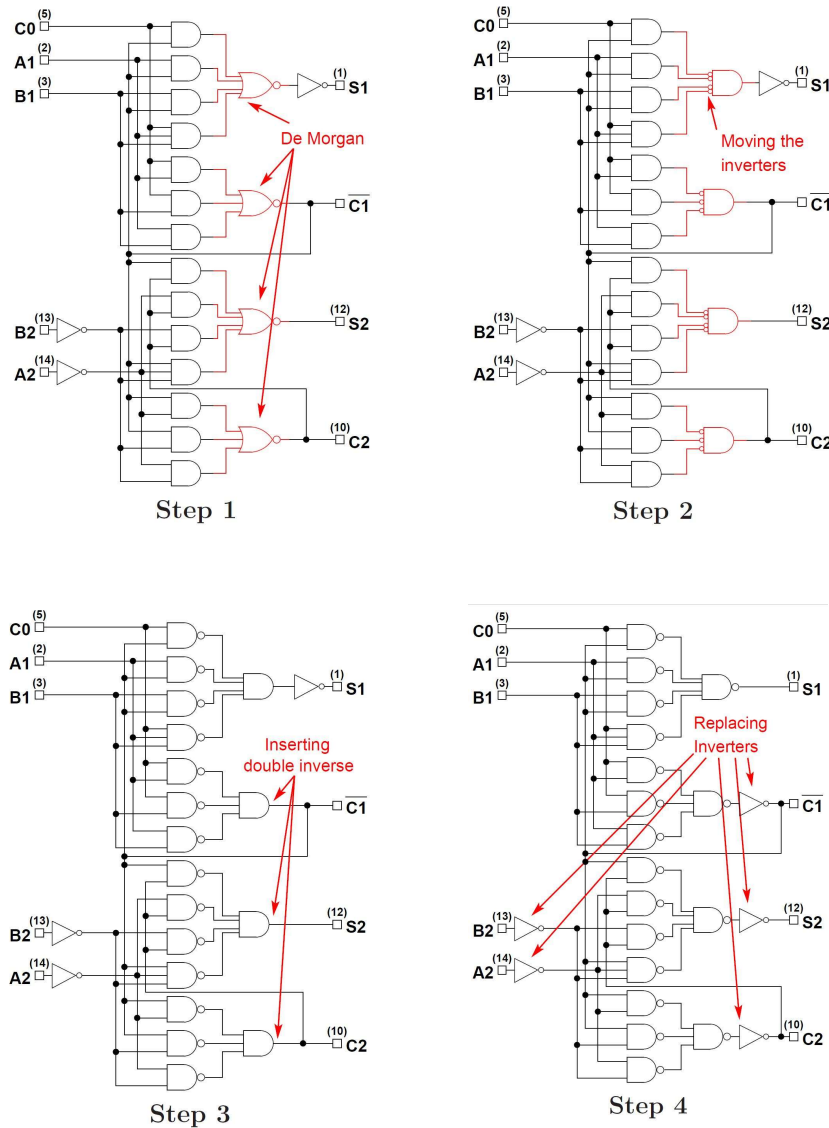 (5)
C0
(2)
A1
(3)
B1
(1)
S1
De Morgan
C1
(13)
B2
(14)
A2
(12)
S2
(10)
C2
Step 1
(5)
C0
(2)
A1
(3)
B1
(1)
S1
Moving the
inverters
C1
(13)
B2
(14)
A2
(12)
S2
(10)
C2
Step 2
(5)
C0
(2)
A1
(3)
B1
(1)
S1
Inserting
double inverse
C1
(13)
B2
(14)
A2
(12)
S2
(10)
C2
Step 3
(5)
C0
(2)
A1
(3)
B1
(1)
S1
Replacing
Inverters
C1
(13)
B2
(14)
A2
(12)
S2
(10)
C2
Step 4